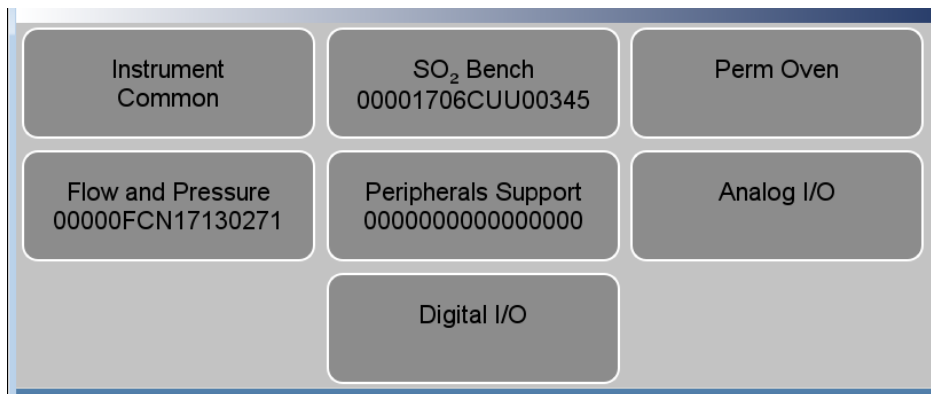 Instrument
Common
SO₂ Bench
00001706CUU00345
Perm Oven
Flow and Pressure
00000FCN17130271
Peripherals Support
0000000000000000
Analog I/O
Digital I/O